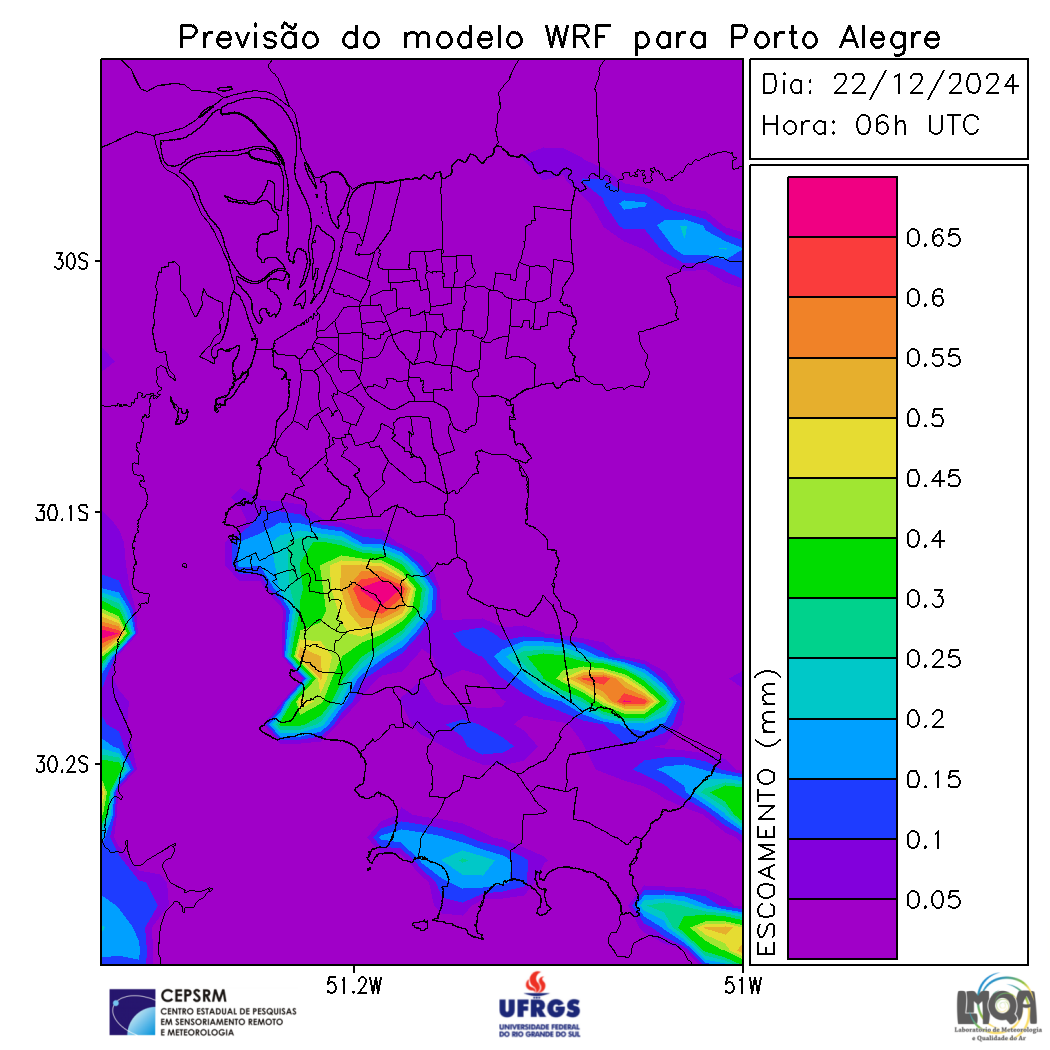 Previsão do modelo WRF para Porto Alegre
Dia: 22/12/2024
Hora: 06h UTC
30S
30.1S
30.2S
51.2W
51W
ESCOAMENTO (mm)
0.65
0.6
0.55
0.5
0.45
0.4
0.3
0.25
0.2
0.15
0.1
0.05
CEPSRM
CENTRO ESTADUAL DE PESQUISAS
EM SENSORIAMENTO REMOTO
E METEOROLOGIA
UFRGS
UNIVERSIDADE FEDERAL
DO RIO GRANDE DO SUL
LMQA
Laboratório de Meteorologia
e Qualidade do Ar